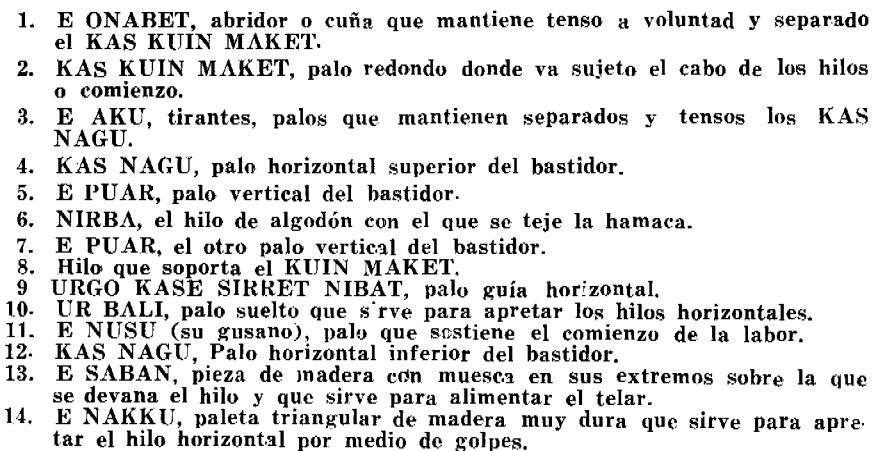 1. E ONABET, abridor o cuña que mantiene tenso a voluntad y separado
el KAS KUIN MAKET.
2. KAS KUIN MAKET, palo redondo donde va sujeto el cabo de los hilos
o comienzo.
3. E AKU, tirantes, palos que mantienen separados y tensos los KAS
NAGU.
4. KAS NAGU, palo horizontal superior del bastidor.
5. E PUAR, palo vertical del bastidor.
6. NIRBA, el hilo de algodón con el que se teje la hamaca.
7. E PUAR, el otro palo vertical del bastidor.
8. Hilo que soporta el KUIN MAKET.
9 URGO KASE SIRRET NIBAT, palo guía horizontal.
10. UR BALI, palo suelto que sirve para apretar los hilos horizontales.
11. E NUSU (su gusano), palo que sostiene el comienzo de la labor.
12. KAS NAGU, Palo horizontal inferior del bastidor.
13. E SABAN, pieza de madera con muesca en sus extremos sobre la que
se devana el hilo y que sirve para alimentar el telar.
14. E NAKKU, paleta triangular de madera muy dura que sirve para apre-
tar el hilo horizontal por medio de golpes.